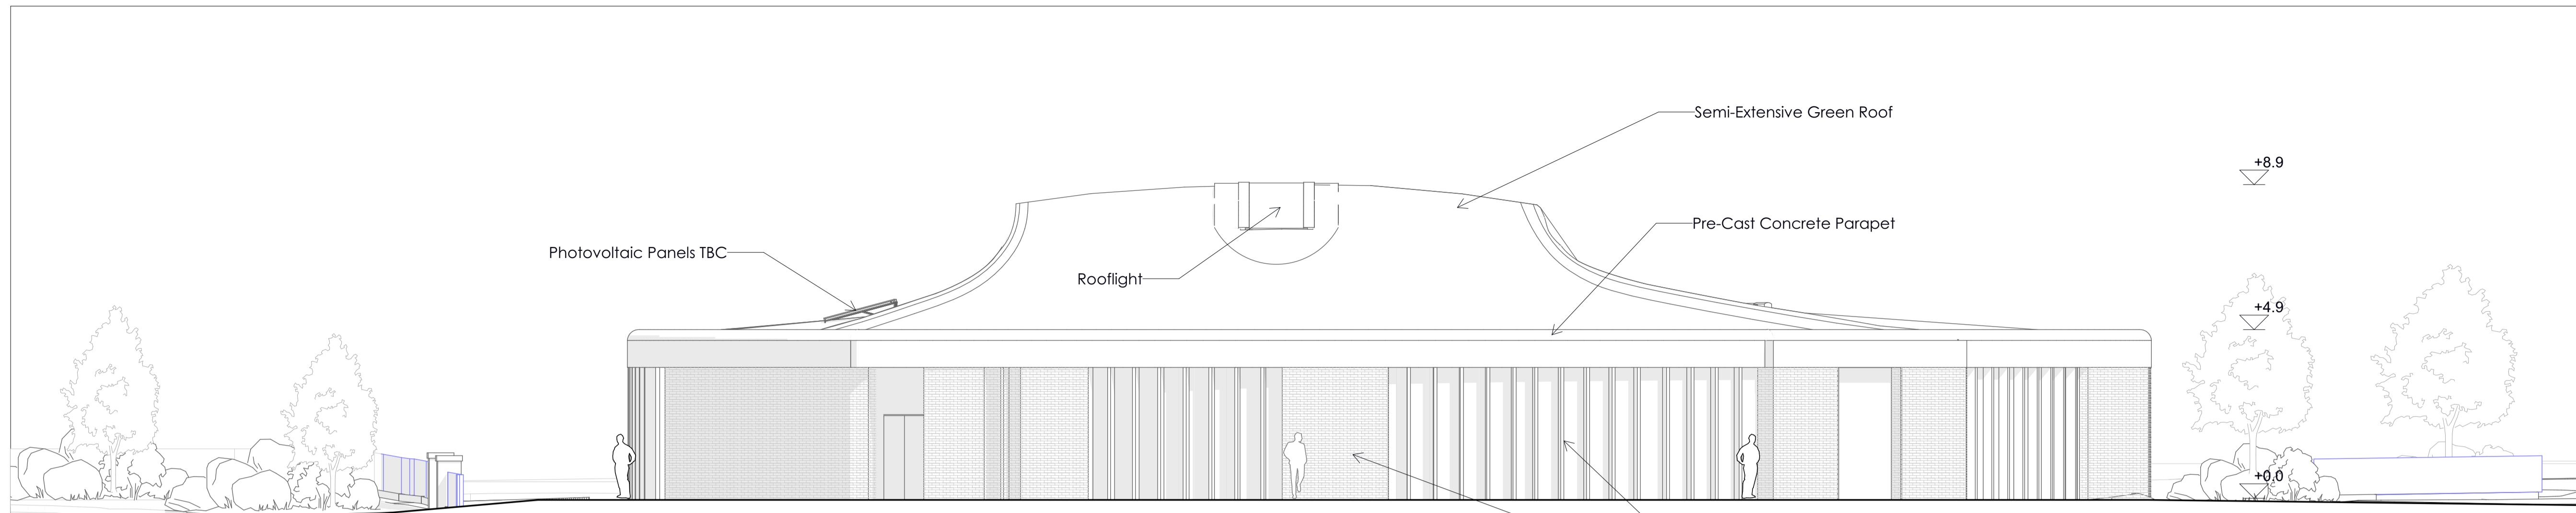 Semi-Extensive Green Roof
+8.9
Pre-Cast Concrete Parapet
Photovoltaic Panels TBC
Rooflight
+4.9
+0.0